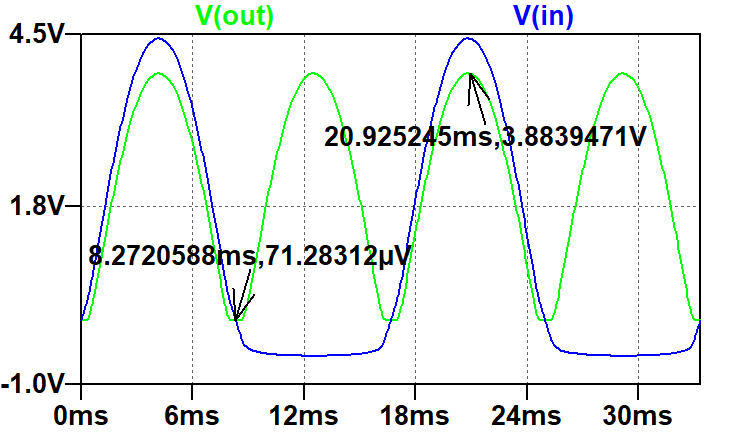 V(out) V(in)
4.5V
20.925245ms,3.8839471V
1.8V
8.2720588ms,71.28312µV
-1.0V
0ms 6ms 12ms 18ms 24ms 30ms